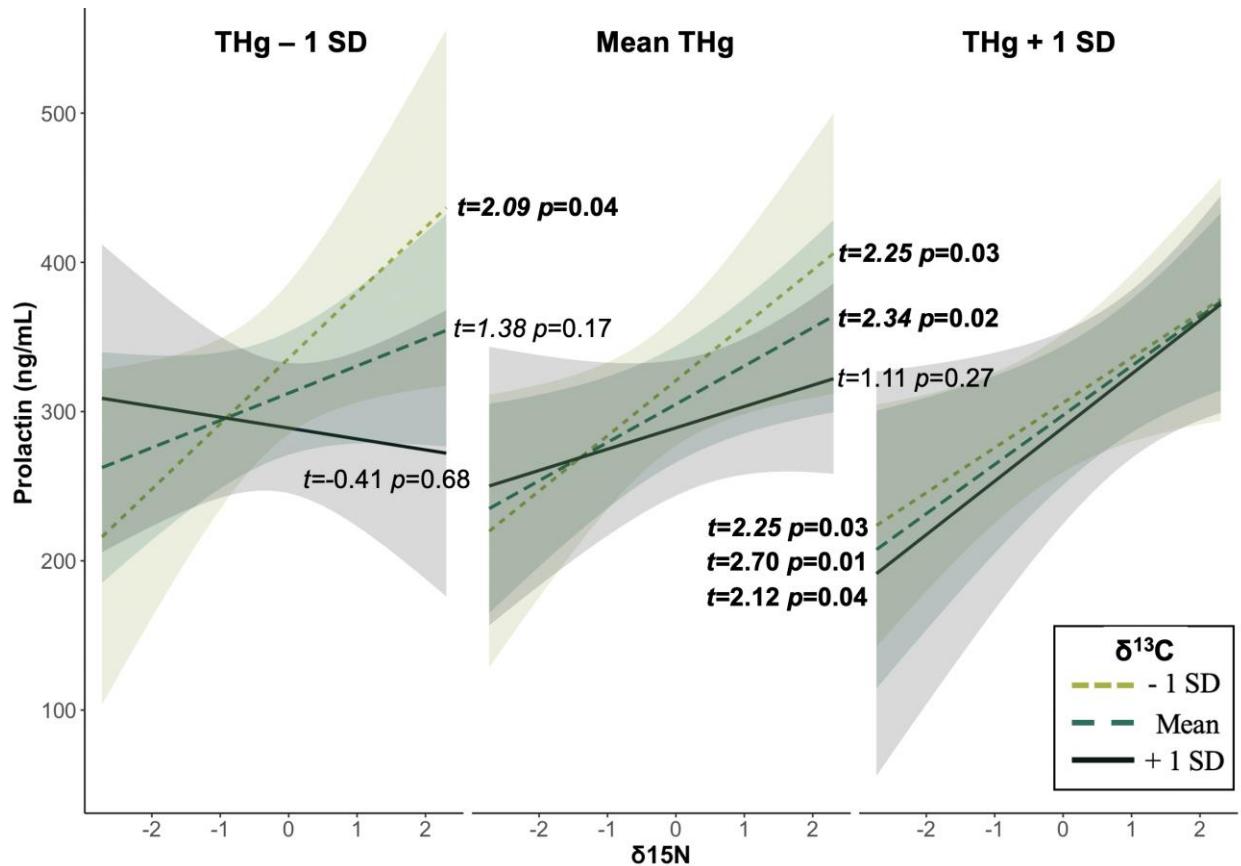 THg – 1 SD
Mean THg
THg + 1 SD
Prolactin (ng/mL)
500
400
300
200
100
t=2.09 p=0.04
t=1.38 p=0.17
t=-0.41 p=0.68
t=2.25 p=0.03
t=2.34 p=0.02
t=1.11 p=0.27
t=2.25 p=0.03
t=2.70 p=0.01
t=2.12 p=0.04
δ¹³C
- 1 SD
Mean
+ 1 SD
-2 -1 0 1 2
-2 -1 0 1 2
-2 -1 0 1 2
δ15N